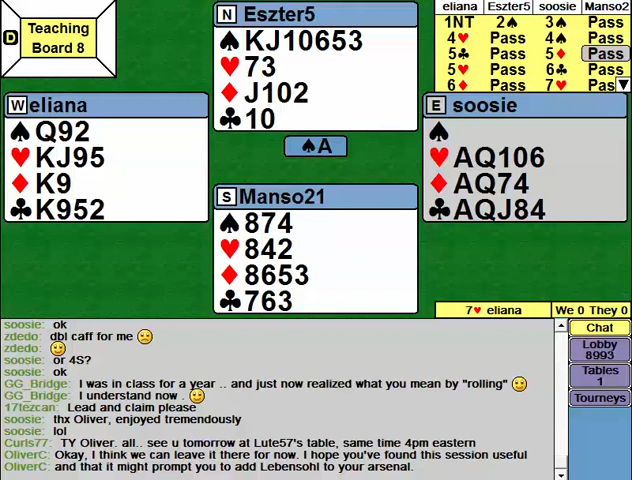 D Teaching
Board 8
N Eszter5
♠KJ10653
♥73
♦J102
♣10
eliana Eszter5 soosie Manso2
1NT 2♠ 3♠ Pass
4♥ Pass 4♠ Pass
5♣ Pass 5♦ Pass
5♥ Pass 6♣ Pass
6♦ Pass 7♥ Pas
W eliana
♠Q92
♥KJ95
♦K9
♣K952
♠A
E soosie
♠
♥AQ106
♦AQ74
♣AQJ84
S Manso21
♠874
♥842
♦8653
♣763
7♥ eliana We 0 They 0
soosie: ok
zdedo: dbl caff for me
zdedo:
soosie: or 4S?
soosie: ok
GG_Bridge: I was in class for a year .. and just now realized what you mean by "rolling"
GG_Bridge: I understand now .
17tezcan: Lead and claim please
soosie: thx Oliver, enjoyed tremendously
soosie: lol
Curls77: TY Oliver. all.. see u tomorrow at Lute57's table, same time 4pm eastern
OliverC: Okay, I think we can leave it there for now. I hope you've found this session useful
OliverC: and that it might prompt you to add Lebensohl to your arsenal.
Chat
Lobby
8993
Tables
1
Tourneys